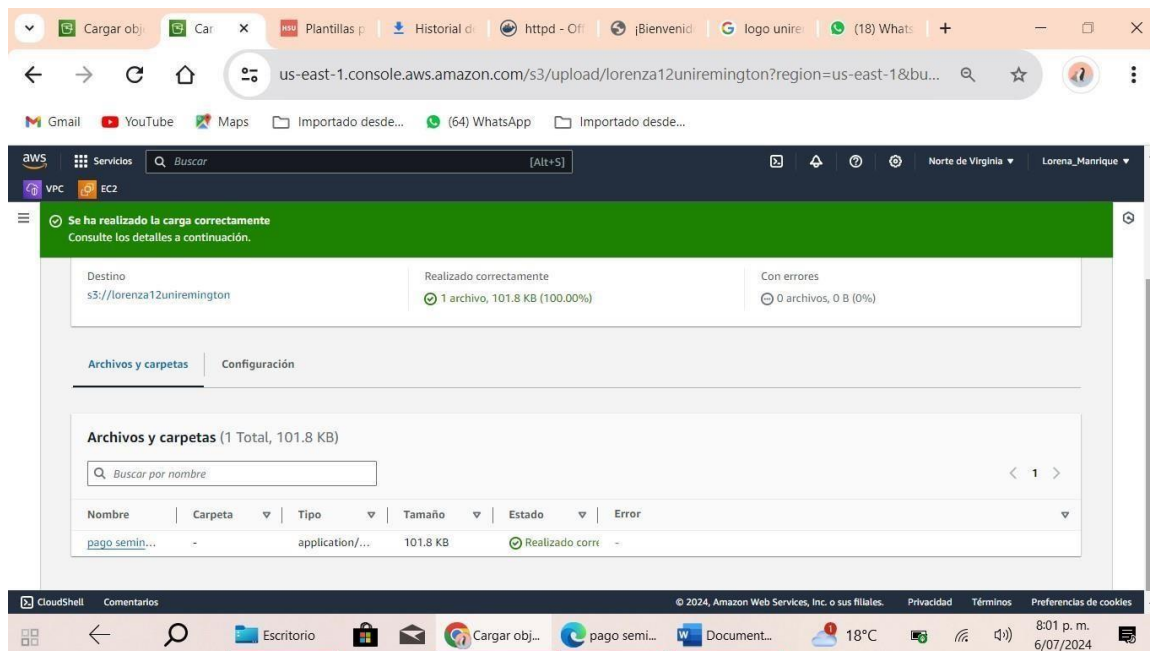 Cargar obj
Car
Plantillas p
Historial d
httpd - Off
¡Bienvenid
logo unire
(18) Whats
us-east-1.console.aws.amazon.com/s3/upload/lorenza12uniremington?region=us-east-1&bu...
Gmail
YouTube
Maps
Importado desde...
(64) WhatsApp
Importado desde...
aws
Servicios
Buscar
[Alt+S]
Norte de Virginia
Lorena_Manrique
VPC
EC2
Se ha realizado la carga correctamente
Consulte los detalles a continuación.
Destino
s3://lorenza12uniremington
Realizado correctamente
1 archivo, 101.8 KB (100.00%)
Con errores
0 archivos, 0 B (0%)
Archivos y carpetas
Configuración
Archivos y carpetas (1 Total, 101.8 KB)
Buscar por nombre
1
Nombre
Carpeta
Tipo
Tamaño
Estado
Error
pago semin...
-
application/...
101.8 KB
Realizado corre
-
CloudShell
Comentarios
© 2024, Amazon Web Services, Inc. o sus filiales.
Privacidad
Términos
Preferencias de cookies
Escritorio
Cargar obj...
pago semi...
Document...
1
18°C
8:01 p. m.
6/07/2024